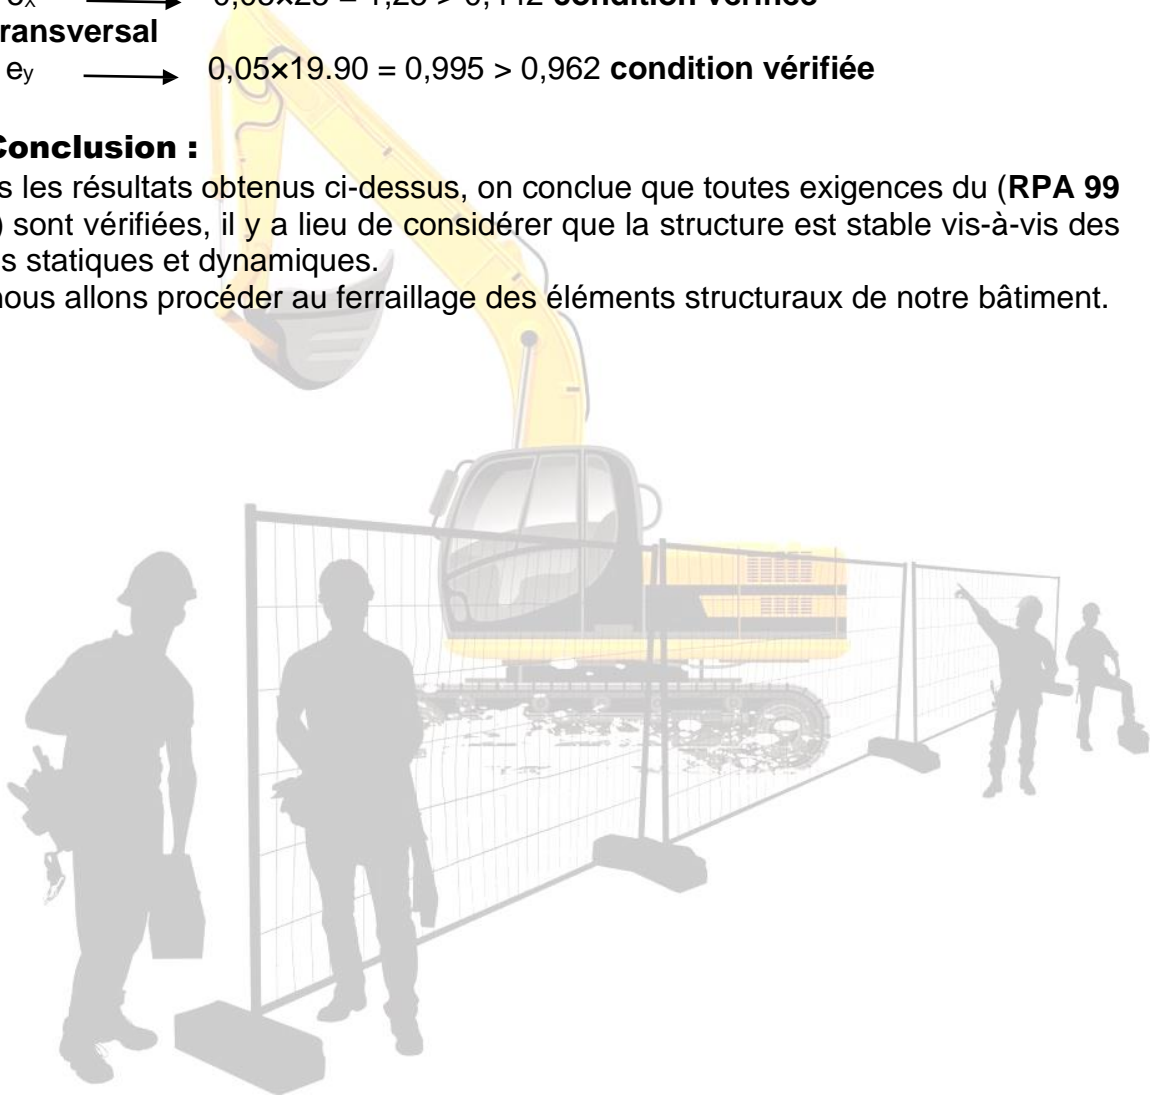 ransversal
ey 0,05×19.90 = 0,995 > 0,962 condition vérifiée
Conclusion :
s les résultats obtenus ci-dessus, on conclue que toutes exigences du (RPA 99
) sont vérifiées, il y a lieu de considérer que la structure est stable vis-à-vis des
s statiques et dynamiques.
nous allons procéder au ferraillage des éléments structuraux de notre bâtiment.